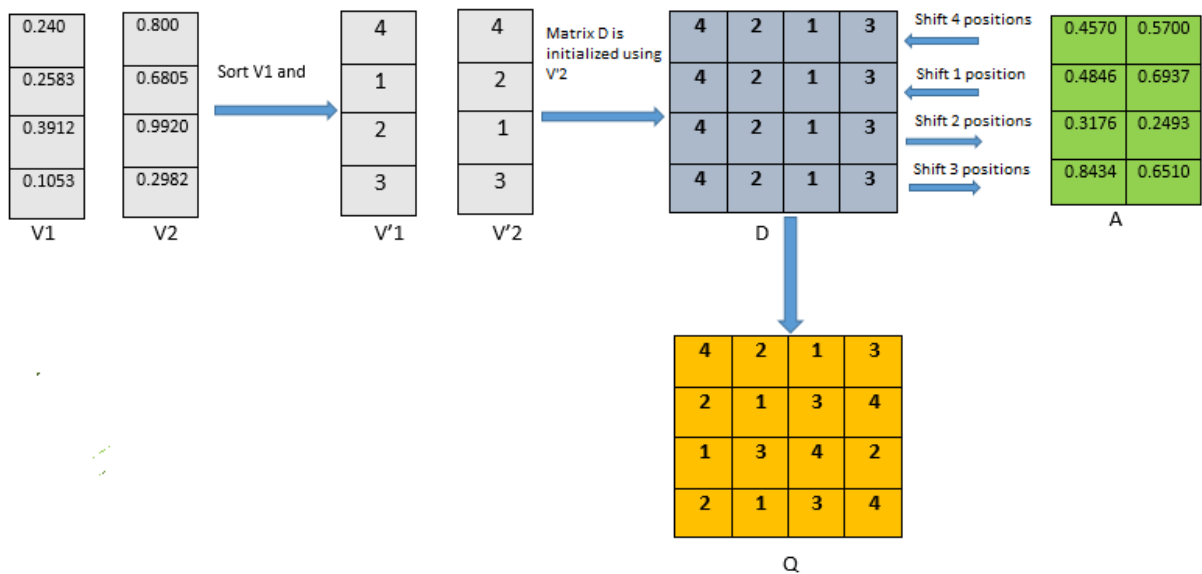 0.240
0.2583
0.3912
0.1053
V1
0.800
0.6805
0.9920
0.2982
V2
Sort V1 and
4
1
2
3
V'1
4
2
1
3
V'2
Matrix D is
initialized using
V'2
4 2 1 3
4 2 1 3
4 2 1 3
4 2 1 3
D
Shift 4 positions
Shift 1 position
Shift 2 positions
Shift 3 positions
0.4570 0.5700
0.4846 0.6937
0.3176 0.2493
0.8434 0.6510
A
4 2 1 3
2 1 3 4
1 3 4 2
2 1 3 4
Q